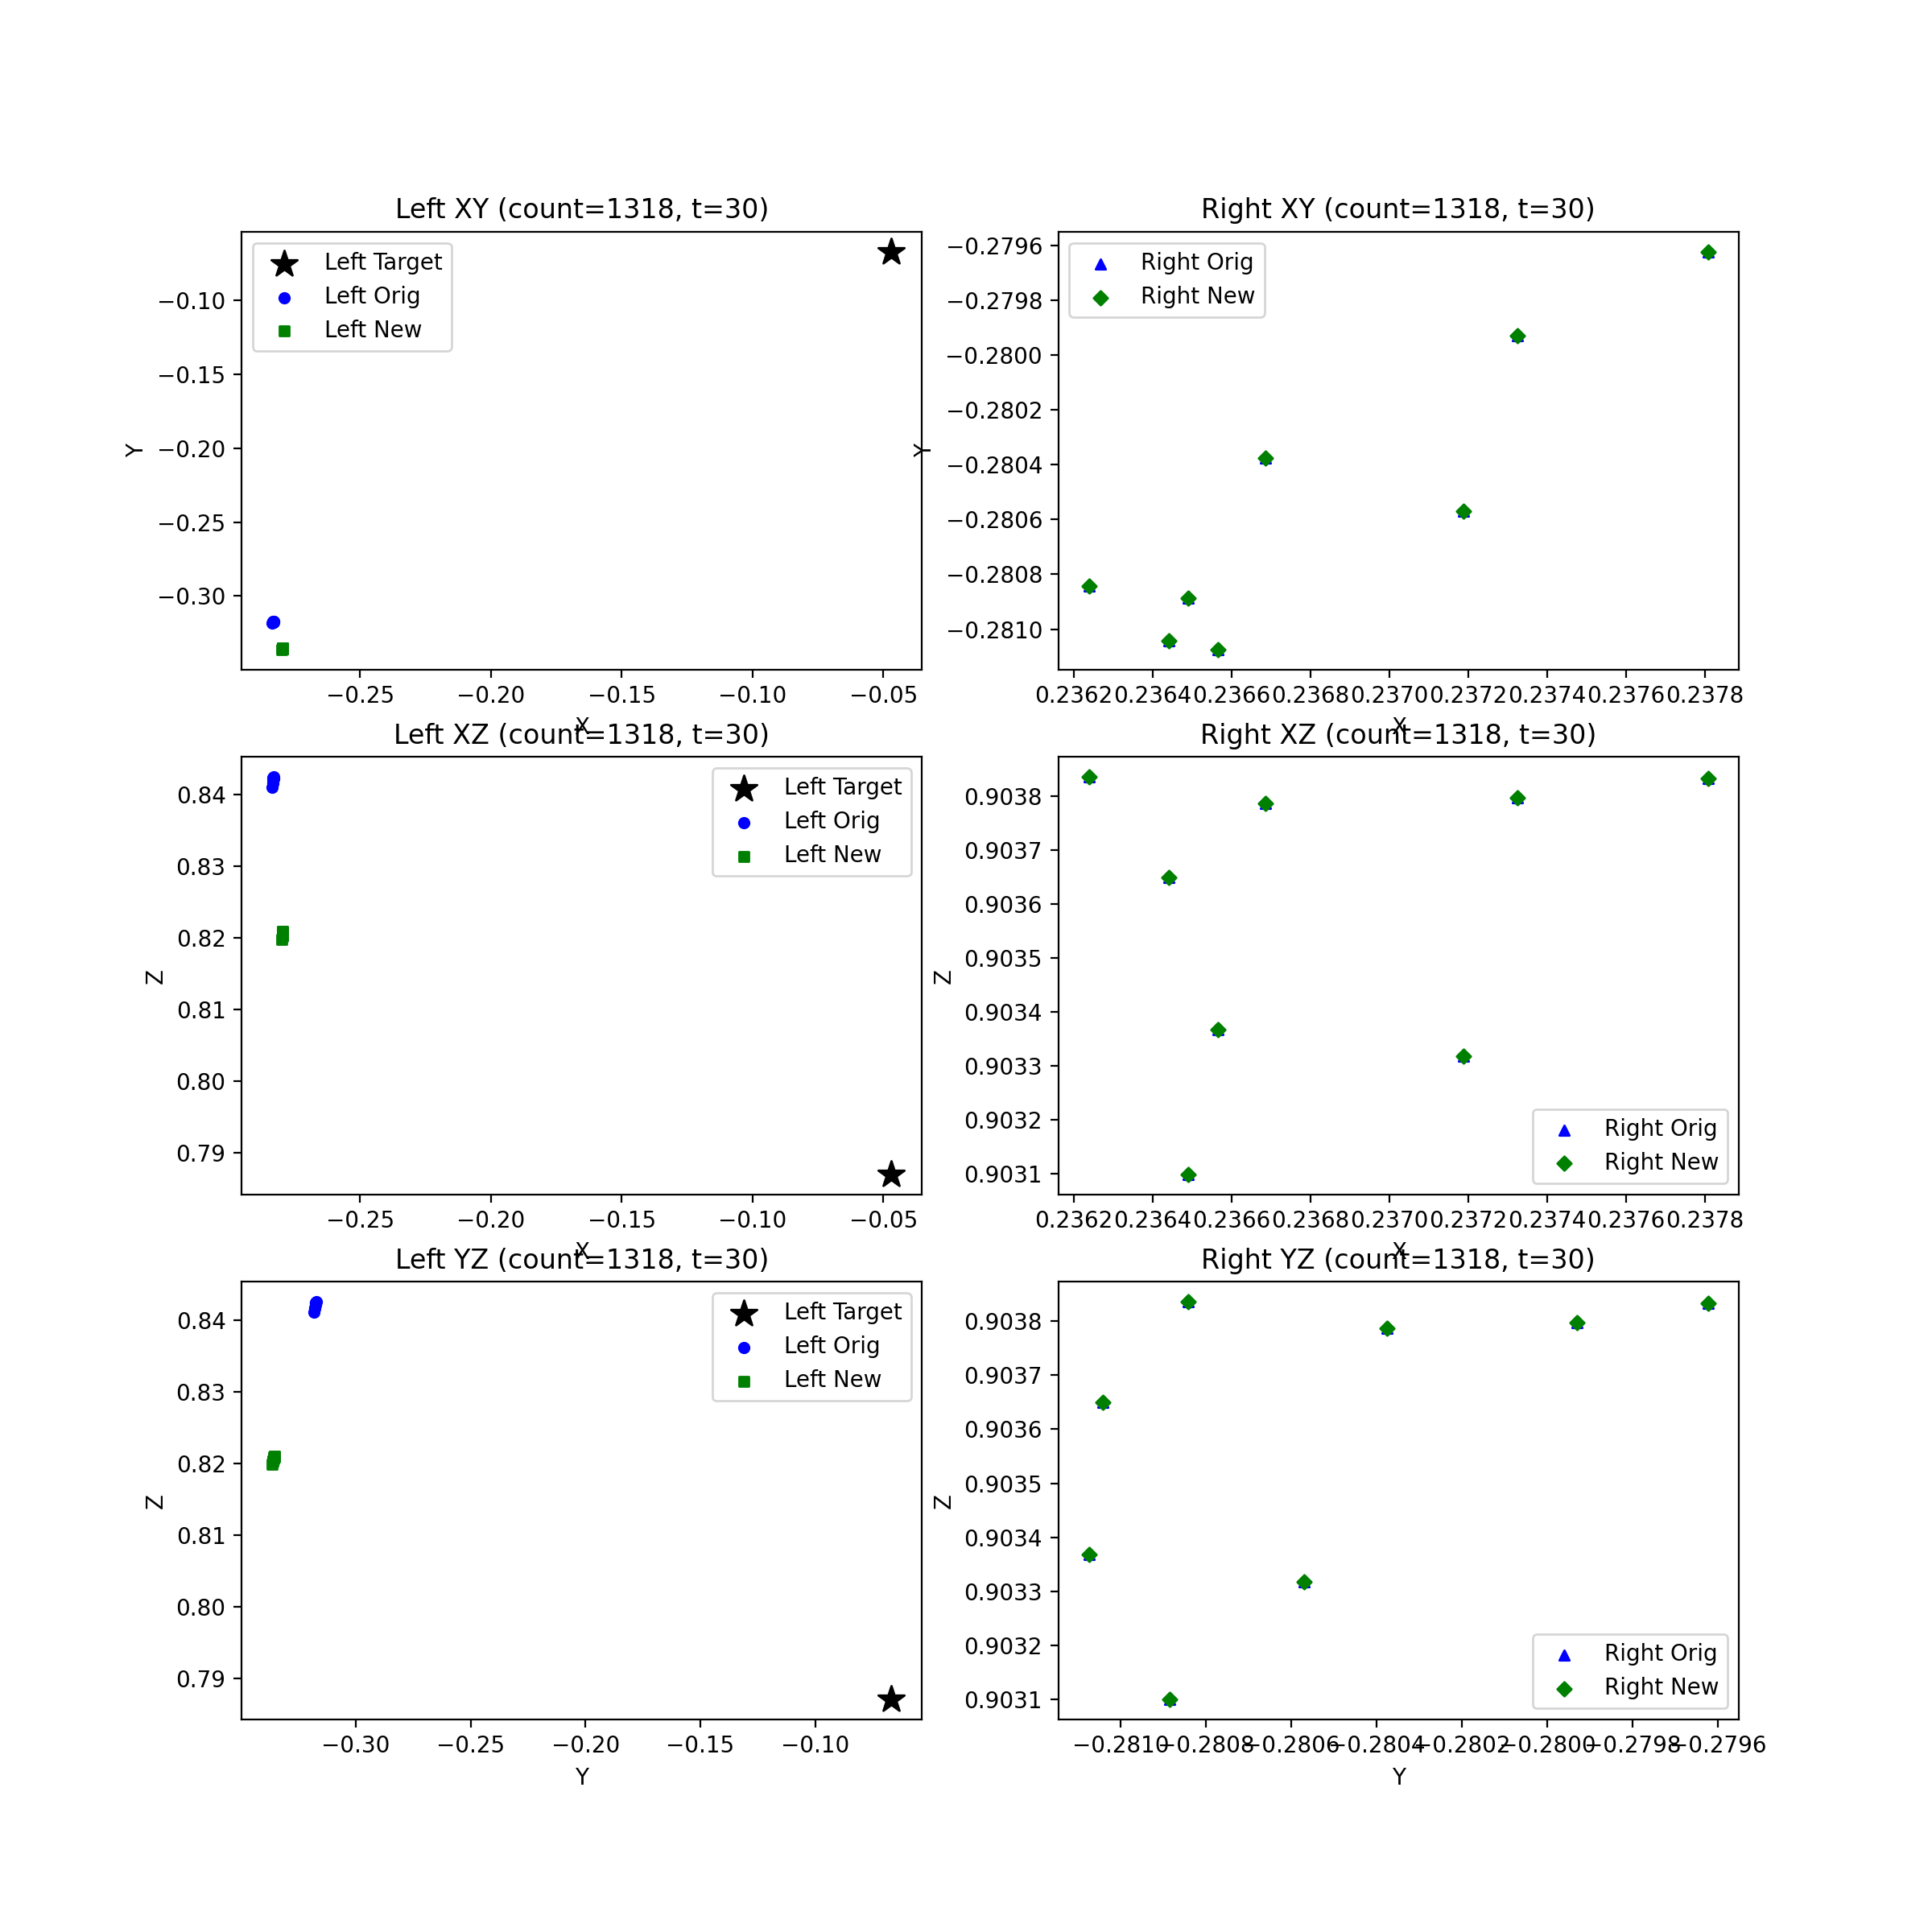 Left XY (count=1318, t=30)
Left Target
Left Orig
Left New
−0.10
−0.15
−0.20
−0.25
−0.30
Y
−0.25 −0.20 −0.15 −0.10 −0.05
X
Right XY (count=1318, t=30)
Right Orig
Right New
−0.2796
−0.2798
−0.2800
−0.2802
−0.2804
−0.2806
−0.2808
−0.2810
Y
0.2362 0.2364 0.2366 0.2368 0.2370 0.2372 0.2374 0.2376 0.2378
X
Left XZ (count=1318, t=30)
Left Target
Left Orig
Left New
0.84
0.83
0.82
0.81
0.80
0.79
Z
−0.25 −0.20 −0.15 −0.10 −0.05
X
Right XZ (count=1318, t=30)
0.9038
0.9037
0.9036
0.9035
0.9034
0.9033
0.9032
0.9031
Z
Right Orig
Right New
0.2362 0.2364 0.2366 0.2368 0.2370 0.2372 0.2374 0.2376 0.2378
X
Left YZ (count=1318, t=30)
Left Target
Left Orig
Left New
0.84
0.83
0.82
0.81
0.80
0.79
Z
−0.30 −0.25 −0.20 −0.15 −0.10
Y
Right YZ (count=1318, t=30)
0.9038
0.9037
0.9036
0.9035
0.9034
0.9033
0.9032
0.9031
Z
Right Orig
Right New
−0.2810 −0.2808 −0.2806 −0.2804 −0.2802 −0.2800 −0.2798 −0.2796
Y